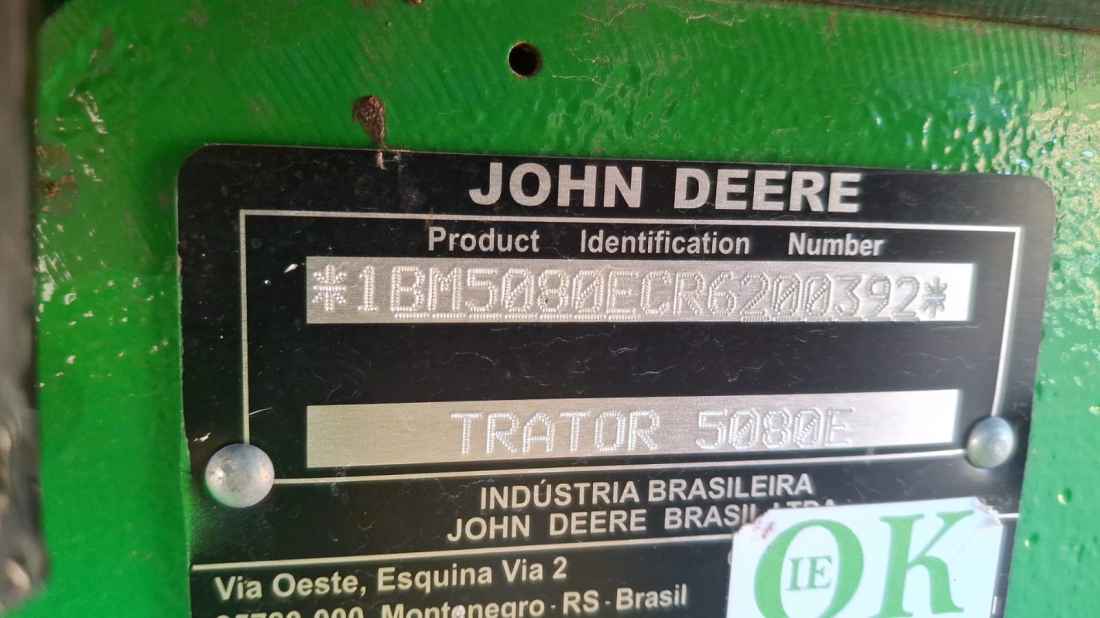 JOHN DEERE
Product Identification Number
*1BM5080ECR6200392*
TRATOR 5080E
INDÚSTRIA BRASILEIRA
JOHN DEERE BRASIL
Via Oeste, Esquina Via 2
Montenegro - RS - Brasil
OK
IE